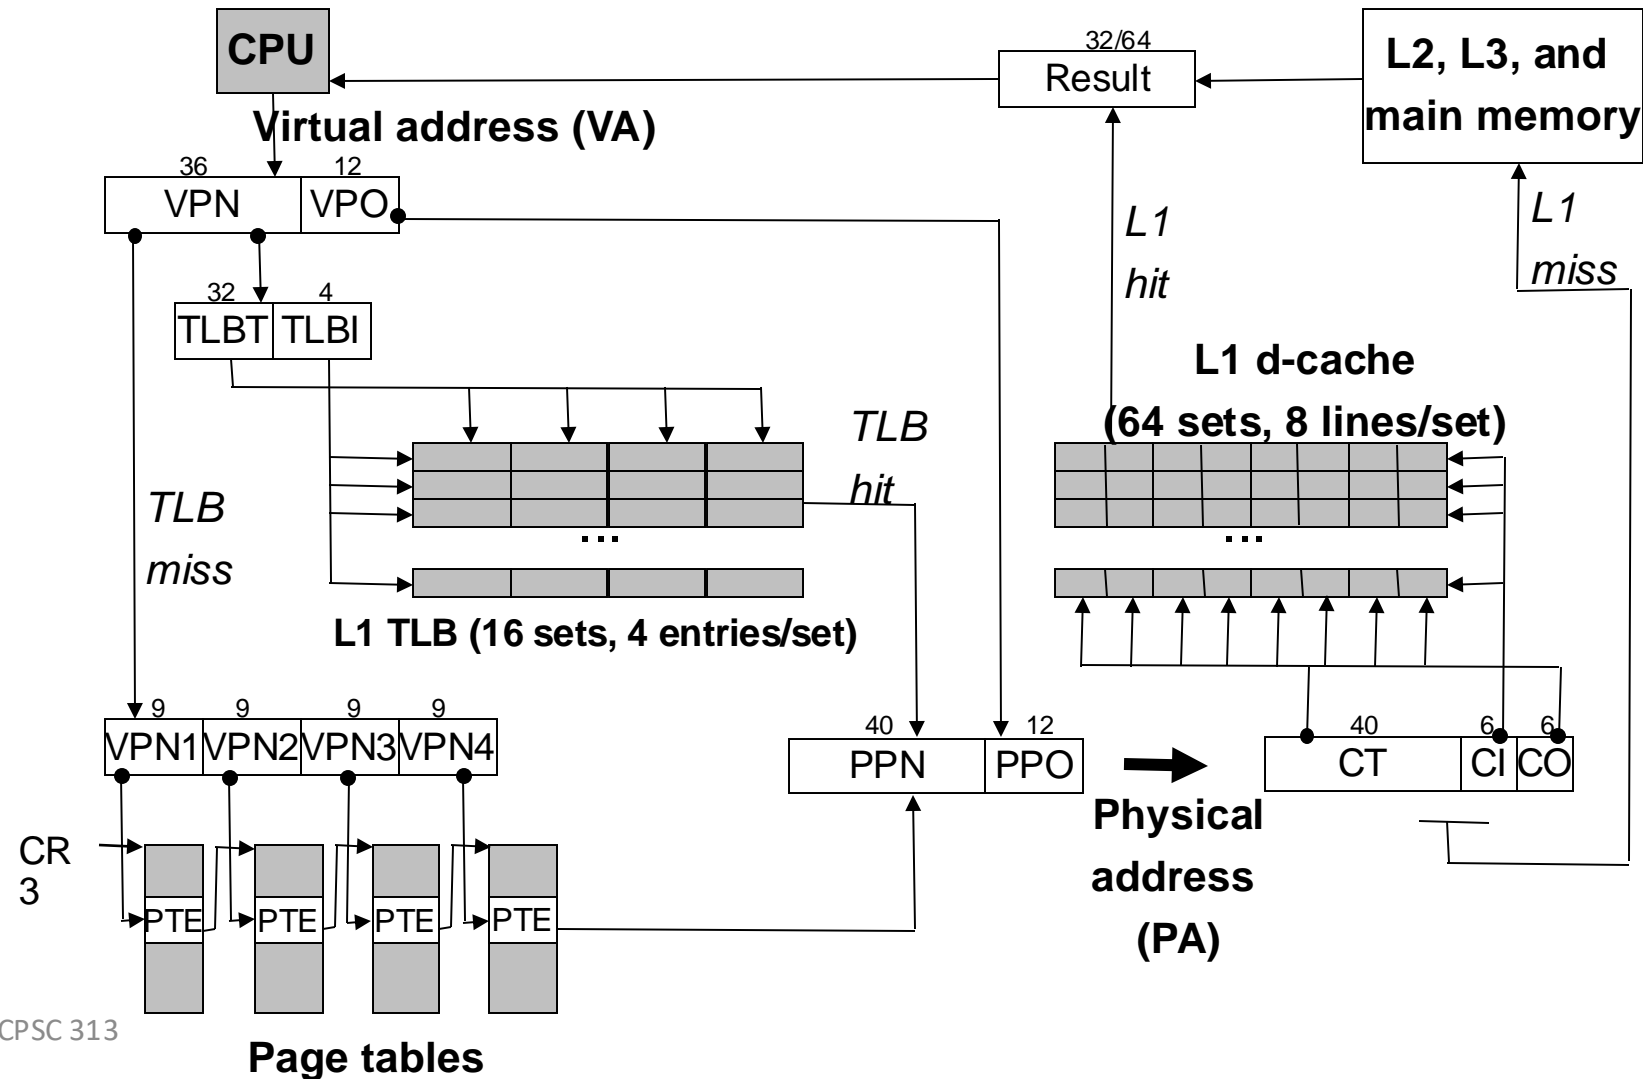 CPU
32/64
Result
L2, L3, and
main memory
Virtual address (VA)
36
12
VPN
VPO
L1
hit
L1
miss
32
4
TLBT
TLBI
L1 d-cache
(64 sets, 8 lines/set)
TLB
hit
TLB
miss
...
...
L1 TLB (16 sets, 4 entries/set)
9
9
9
9
VPN1
VPN2
VPN3
VPN4
40
12
PPN
PPO
40
6
6
CT
CI
CO
Physical
address
(PA)
CR
3
PTE
PTE
PTE
PTE
CPSC 313
Page tables